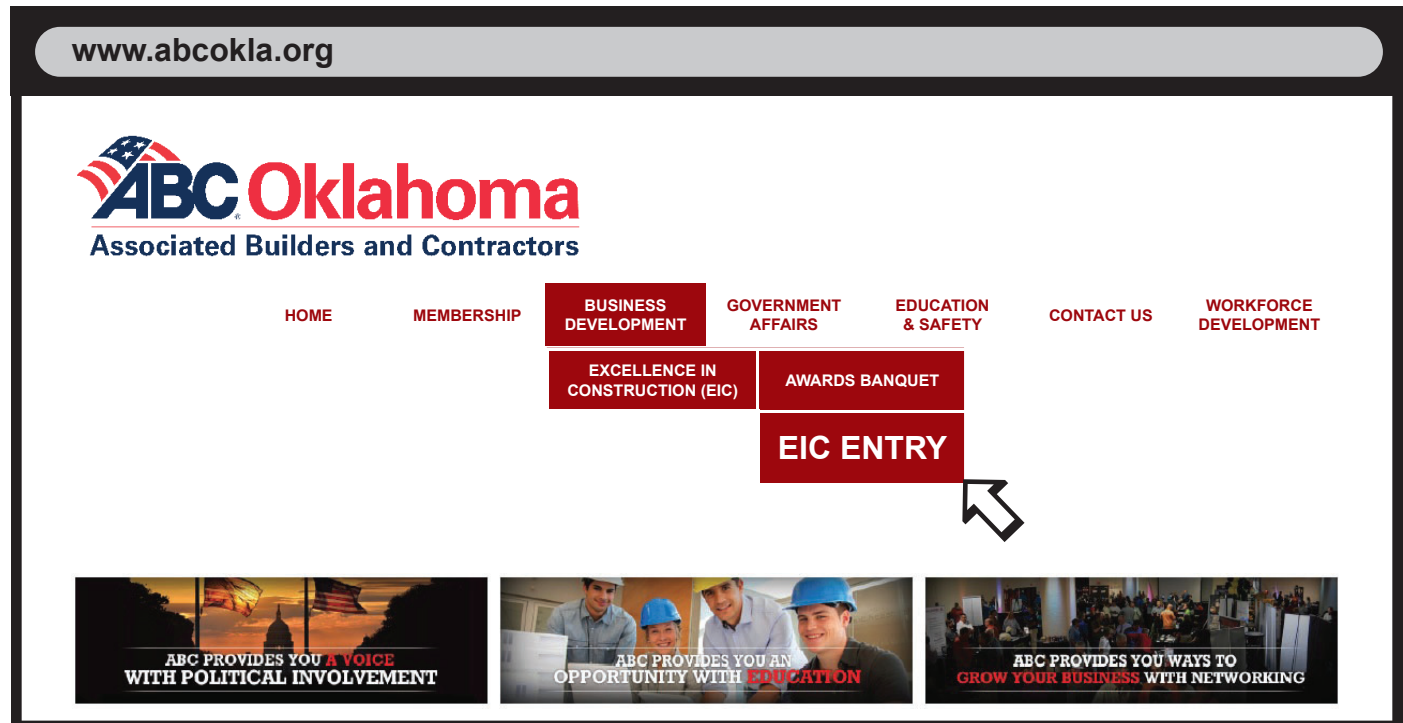 www.abcokla.org
ABC Oklahoma
Associated Builders and Contractors
HOME
MEMBERSHIP
BUSINESS
DEVELOPMENT
GOVERNMENT
AFFAIRS
EDUCATION
& SAFETY
CONTACT US
WORKFORCE
DEVELOPMENT
EXCELLENCE IN
CONSTRUCTION (EIC)
AWARDS BANQUET
EIC ENTRY
ABC PROVIDES YOU A VOICE
WITH POLITICAL INVOLVEMENT
ABC PROVIDES YOU AN
OPPORTUNITY WITH EDUCATION
ABC PROVIDES YOU WAYS TO
GROW YOUR BUSINESS WITH NETWORKING